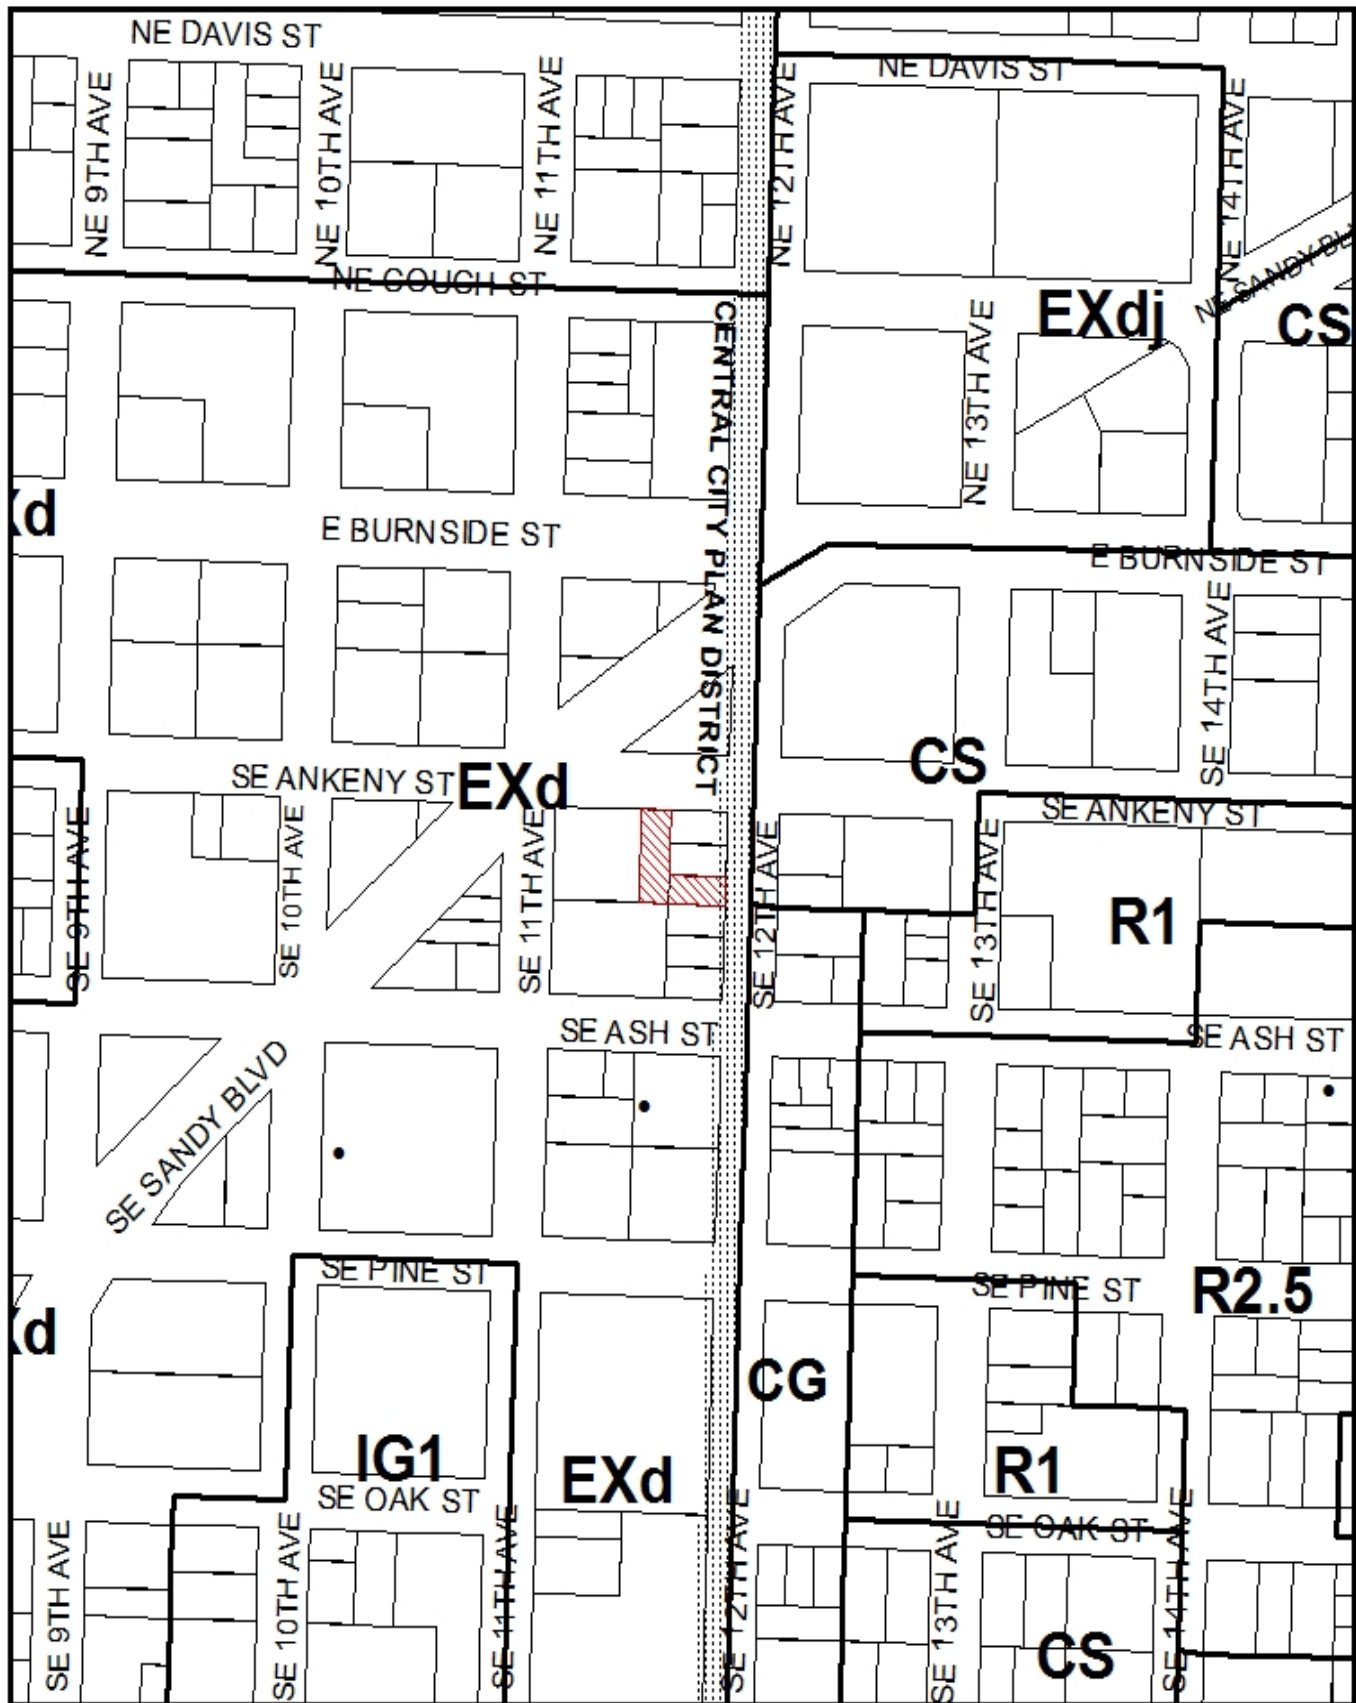 NE DAVIS ST
NE DAVIS ST
NE 9TH AVE
NE 10TH AVE
NE 11TH AVE
NE 12TH AVE
NE 14TH AVE
NE COUCH ST
NE SANDY BL
EXdj
CS
NE 13TH AVE
CENTRAL CITY PLAN DISTRICT
Xd
E BURNSIDE ST
E BURNSIDE ST
SE 14TH AVE
CS
SE ANKENY ST
EXd
SE ANKENY ST
SE 9TH AVE
SE 10TH AVE
SE 11TH AVE
SE 12TH AVE
SE 13TH AVE
R1
SE ASH ST
SE ASH ST
SE SANDY BLVD
SE PINE ST
SE PINE ST
R2.5
Xd
CG
IG1
EXd
R1
SE OAK ST
SE OAK ST
SE 9TH AVE
SE 10TH AVE
SE 11TH AVE
SE 12TH AVE
SE 13TH AVE
SE 14TH AVE
CS